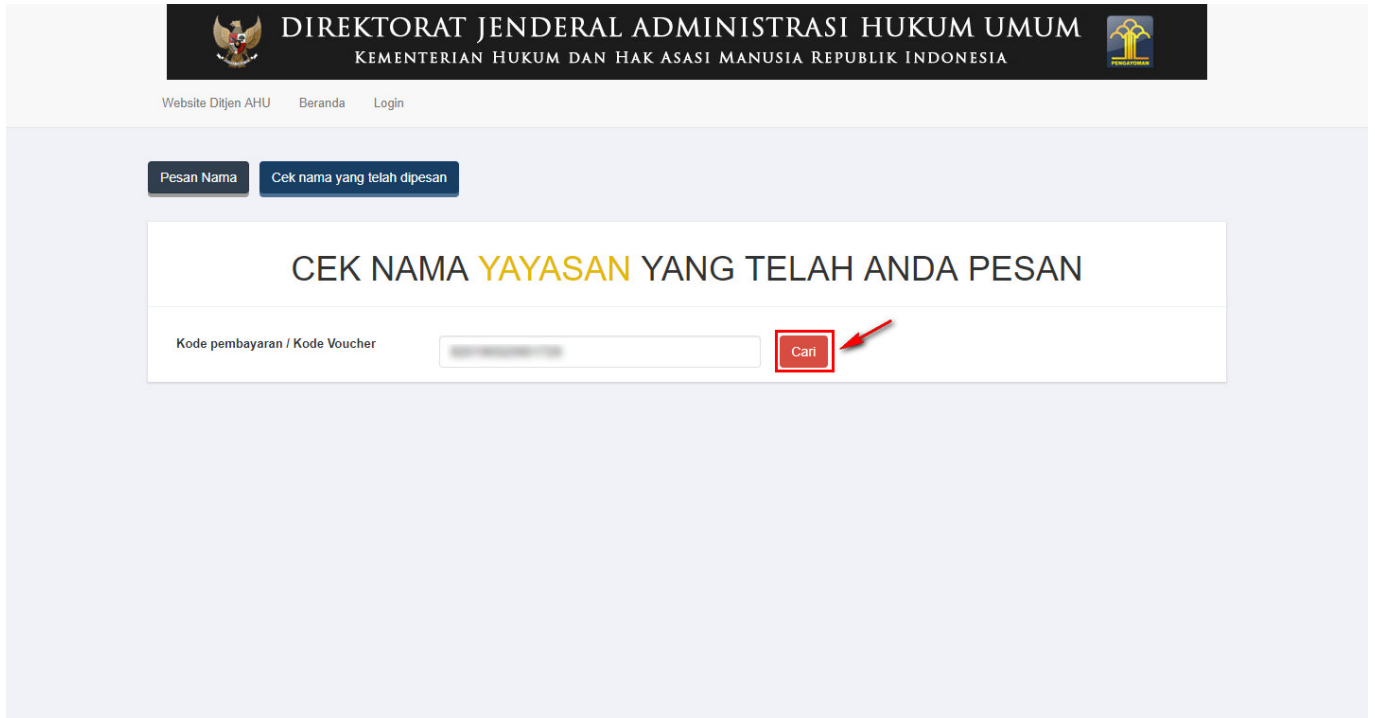 DIREKTORAT JENDERAL ADMINISTRASI HUKUM UMUM
KEMENTERIAN HUKUM DAN HAK ASASI MANUSIA REPUBLIK INDONESIA
PENGAYOMAN
Website Ditjen AHU Beranda Login
Pesan Nama Cek nama yang telah dipesan
CEK NAMA YAYASAN YANG TELAH ANDA PESAN
Kode pembayaran / Kode Voucher Cari